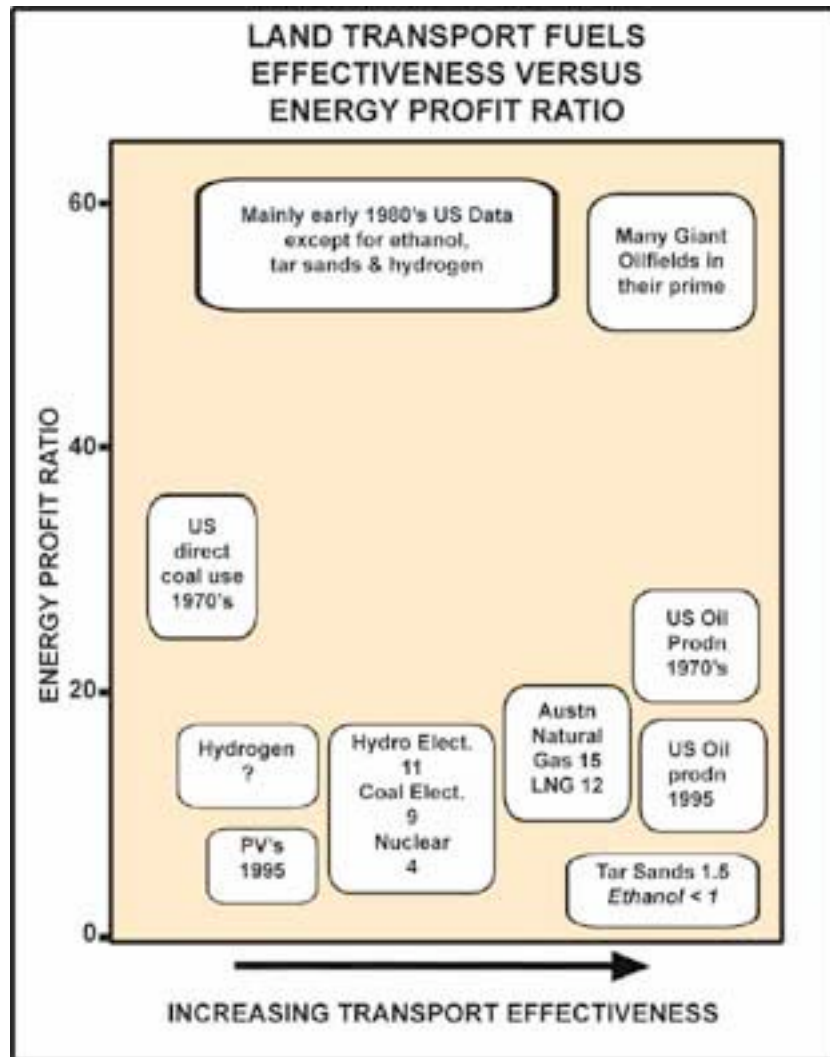 LAND TRANSPORT FUELS
EFFECTIVENESS VERSUS
ENERGY PROFIT RATIO
60
Mainly early 1980's US Data
except for ethanol,
tar sands & hydrogen
Many Giant
Oilfields in
their prime
ENERGY PROFIT RATIO
40
US
direct
coal use
1970's
US Oil
Prodn
1970's
20
Austn
Natural
Gas 15
LNG 12
Hydrogen
?
Hydro Elect.
11
Coal Elect.
9
Nuclear
4
US Oil
prodn
1995
PV's
1995
Tar Sands 1.5
Ethanol < 1
0
INCREASING TRANSPORT EFFECTIVENESS